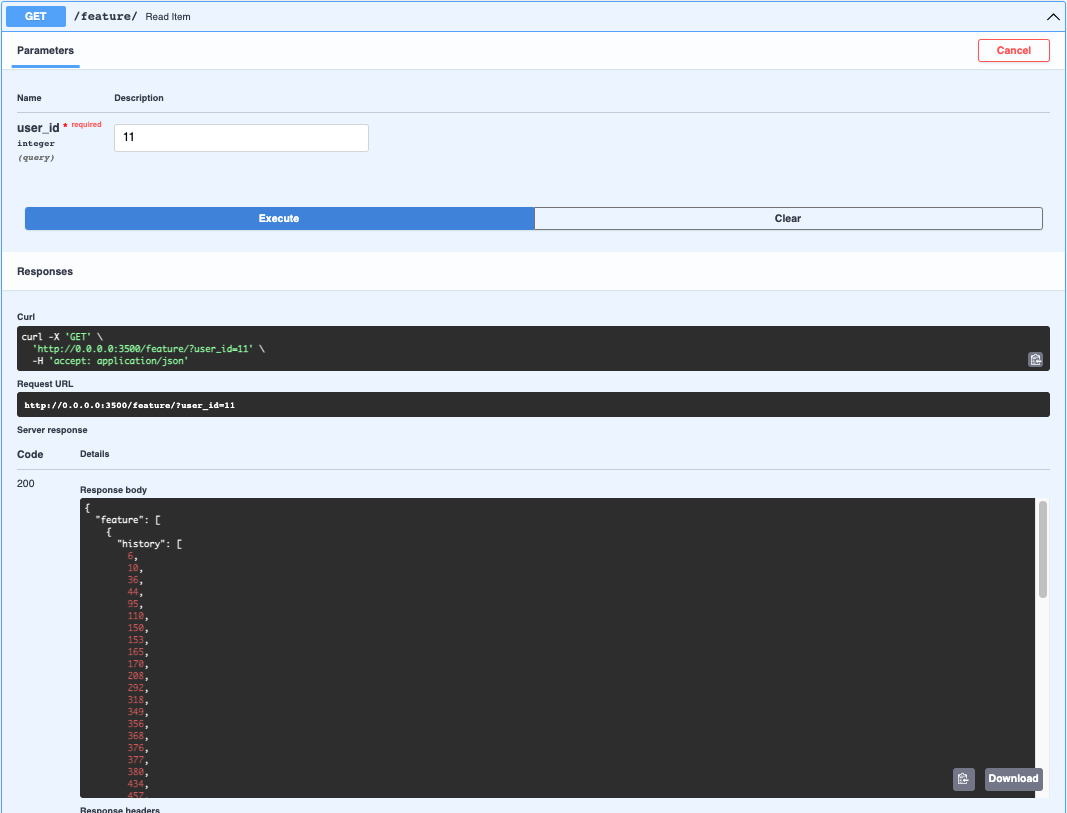 GET /feature/ Read Item
Parameters
Cancel
Name Description
user_id * required
11
integer
(query)
Execute Clear
Responses
Curl
curl -X 'GET' \
'http://0.0.0.0:3500/feature/?user_id=11' \
-H 'accept: application/json'
Request URL
http://0.0.0.0:3500/feature/?user_id=11
Server response
Code Details
200
Response body
{
"feature": [
{
"history": [
6,
10,
36,
44,
95,
110,
150,
153,
165,
170,
208,
292,
318,
349,
356,
368,
376,
377,
380,
434,
457,
Download
Response headers